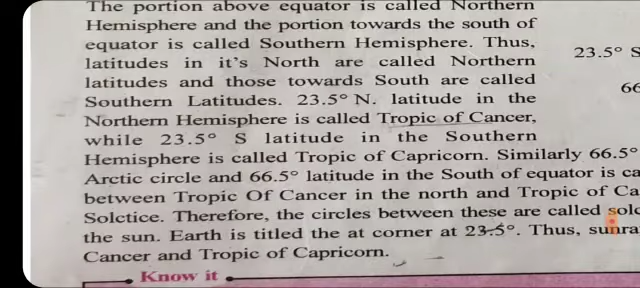 The portion above equator is called Northern
Hemisphere and the portion towards the south of
equator is called Southern Hemisphere. Thus,
latitudes in it's North are called Northern
latitudes and those towards South are called
Southern Latitudes. 23.5° N. latitude in the
Northern Hemisphere is called Tropic of Cancer,
while 23.5° S latitude in the Southern
Hemisphere is called Tropic of Capricorn. Similarly 66.5°
Arctic circle and 66.5° latitude in the South of equator is ca
between Tropic Of Cancer in the north and Tropic of Ca
Solctice. Therefore, the circles between these are called solc
the sun. Earth is titled the at corner at 23.5°. Thus, sunra
Cancer and Tropic of Capricorn.
Know it
23.5° S
66